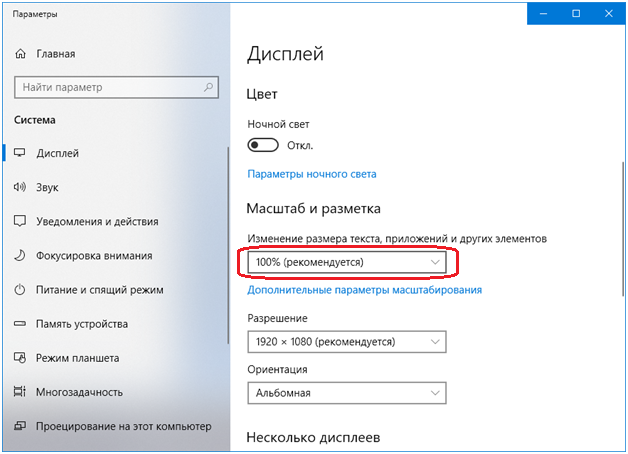 Параметры
Главная
Найти параметр
Система
Дисплей
Звук
Уведомления и действия
Фокусировка внимания
Питание и спящий режим
Память устройства
Режим планшета
Многозадачность
Проецирование на этот компьютер
Дисплей
Цвет
Ночной свет
Откл.
Параметры ночного света
Масштаб и разметка
Изменение размера текста, приложений и других элементов
100% (рекомендуется)
Дополнительные параметры масштабирования
Разрешение
1920 × 1080 (рекомендуется)
Ориентация
Альбомная
Несколько дисплеев